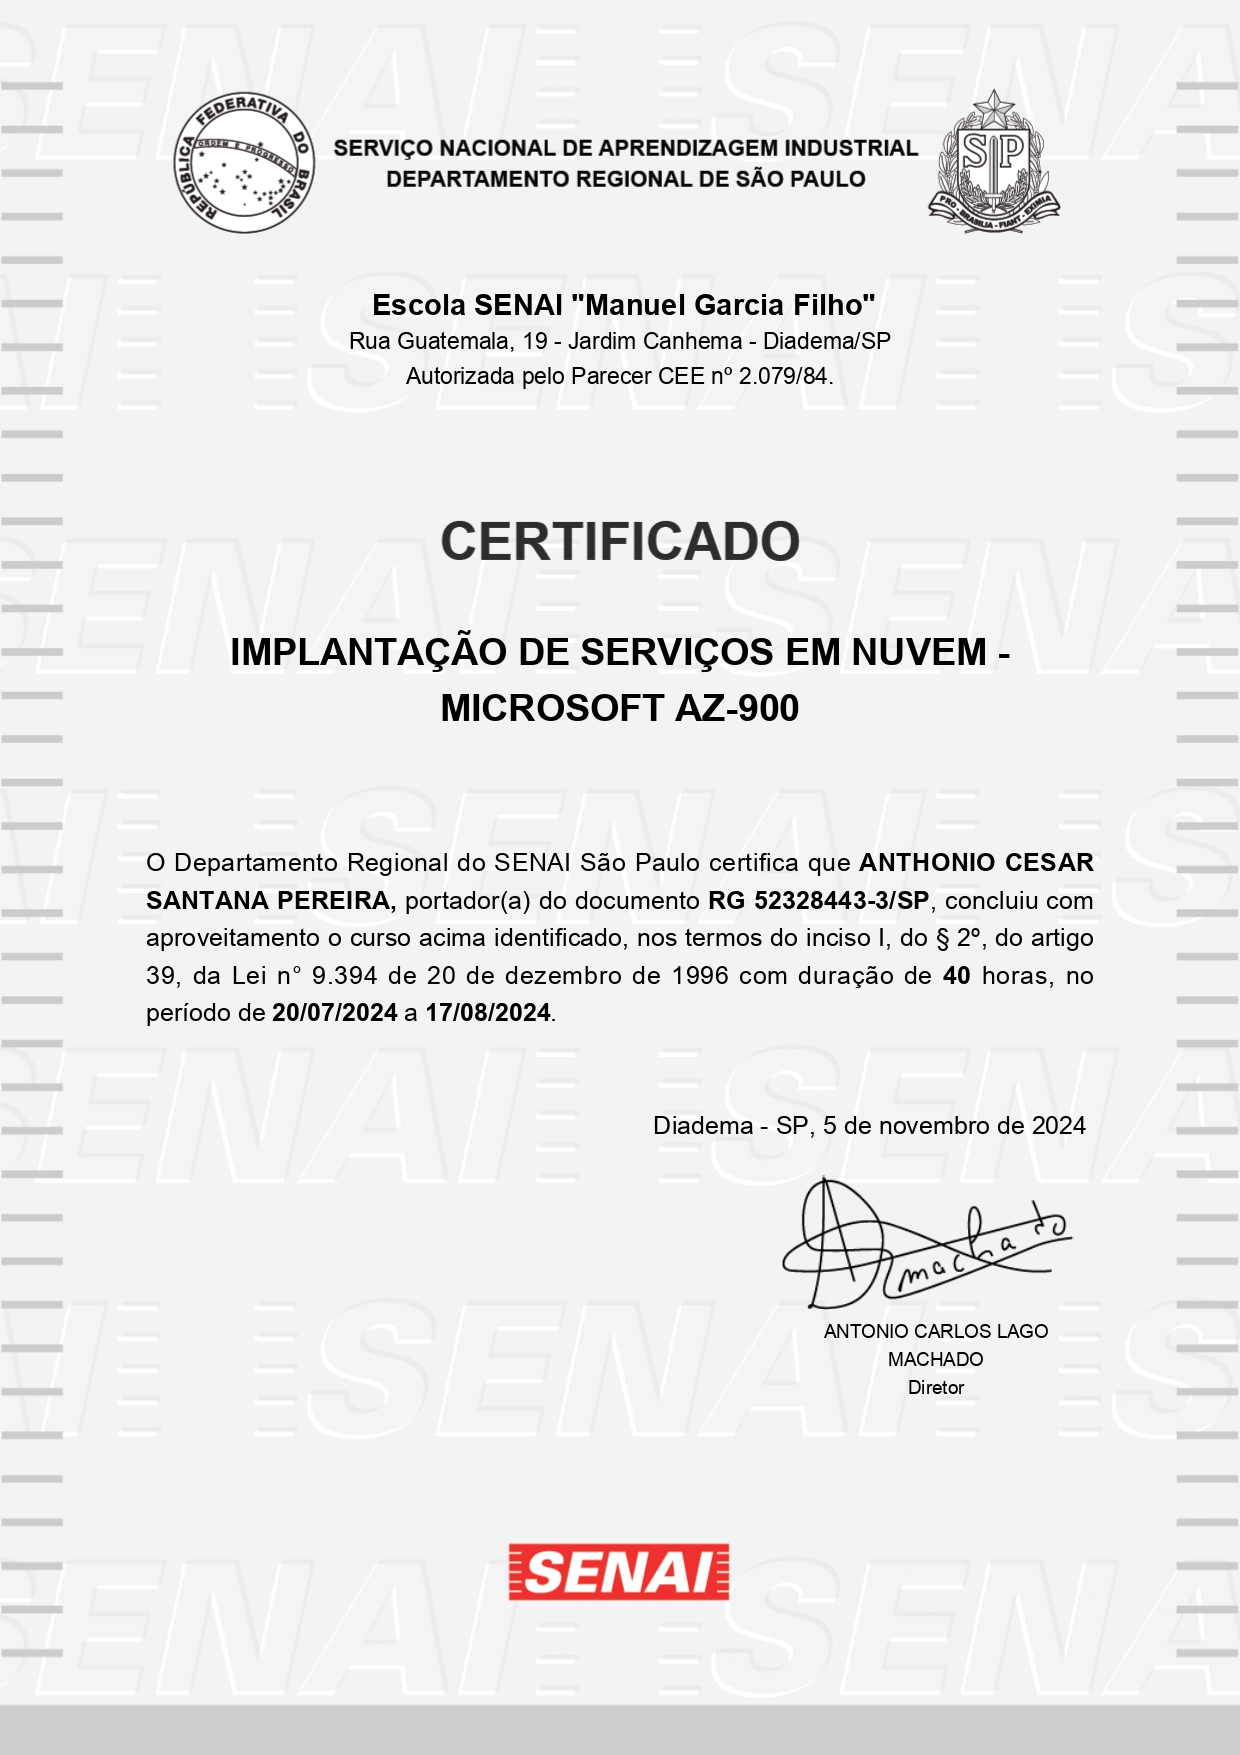 REPÚBLICA FEDERATIVA DO BRASIL
ORDEM E PROGRESSO
SERVIÇO NACIONAL DE APRENDIZAGEM INDUSTRIAL
DEPARTAMENTO REGIONAL DE SÃO PAULO
SP
PRO - BRASILIA - FIANT - EXIMIA
Escola SENAI "Manuel Garcia Filho"
Rua Guatemala, 19 - Jardim Canhema - Diadema/SP
Autorizada pelo Parecer CEE nº 2.079/84.
CERTIFICADO
IMPLANTAÇÃO DE SERVIÇOS EM NUVEM -
MICROSOFT AZ-900
O Departamento Regional do SENAI São Paulo certifica que ANTHONIO CESAR
SANTANA PEREIRA, portador(a) do documento RG 52328443-3/SP, concluiu com
aproveitamento o curso acima identificado, nos termos do inciso I, do § 2º, do artigo
39, da Lei n° 9.394 de 20 de dezembro de 1996 com duração de 40 horas, no
período de 20/07/2024 a 17/08/2024.
Diadema - SP, 5 de novembro de 2024
machado
ANTONIO CARLOS LAGO
MACHADO
Diretor
SENAI